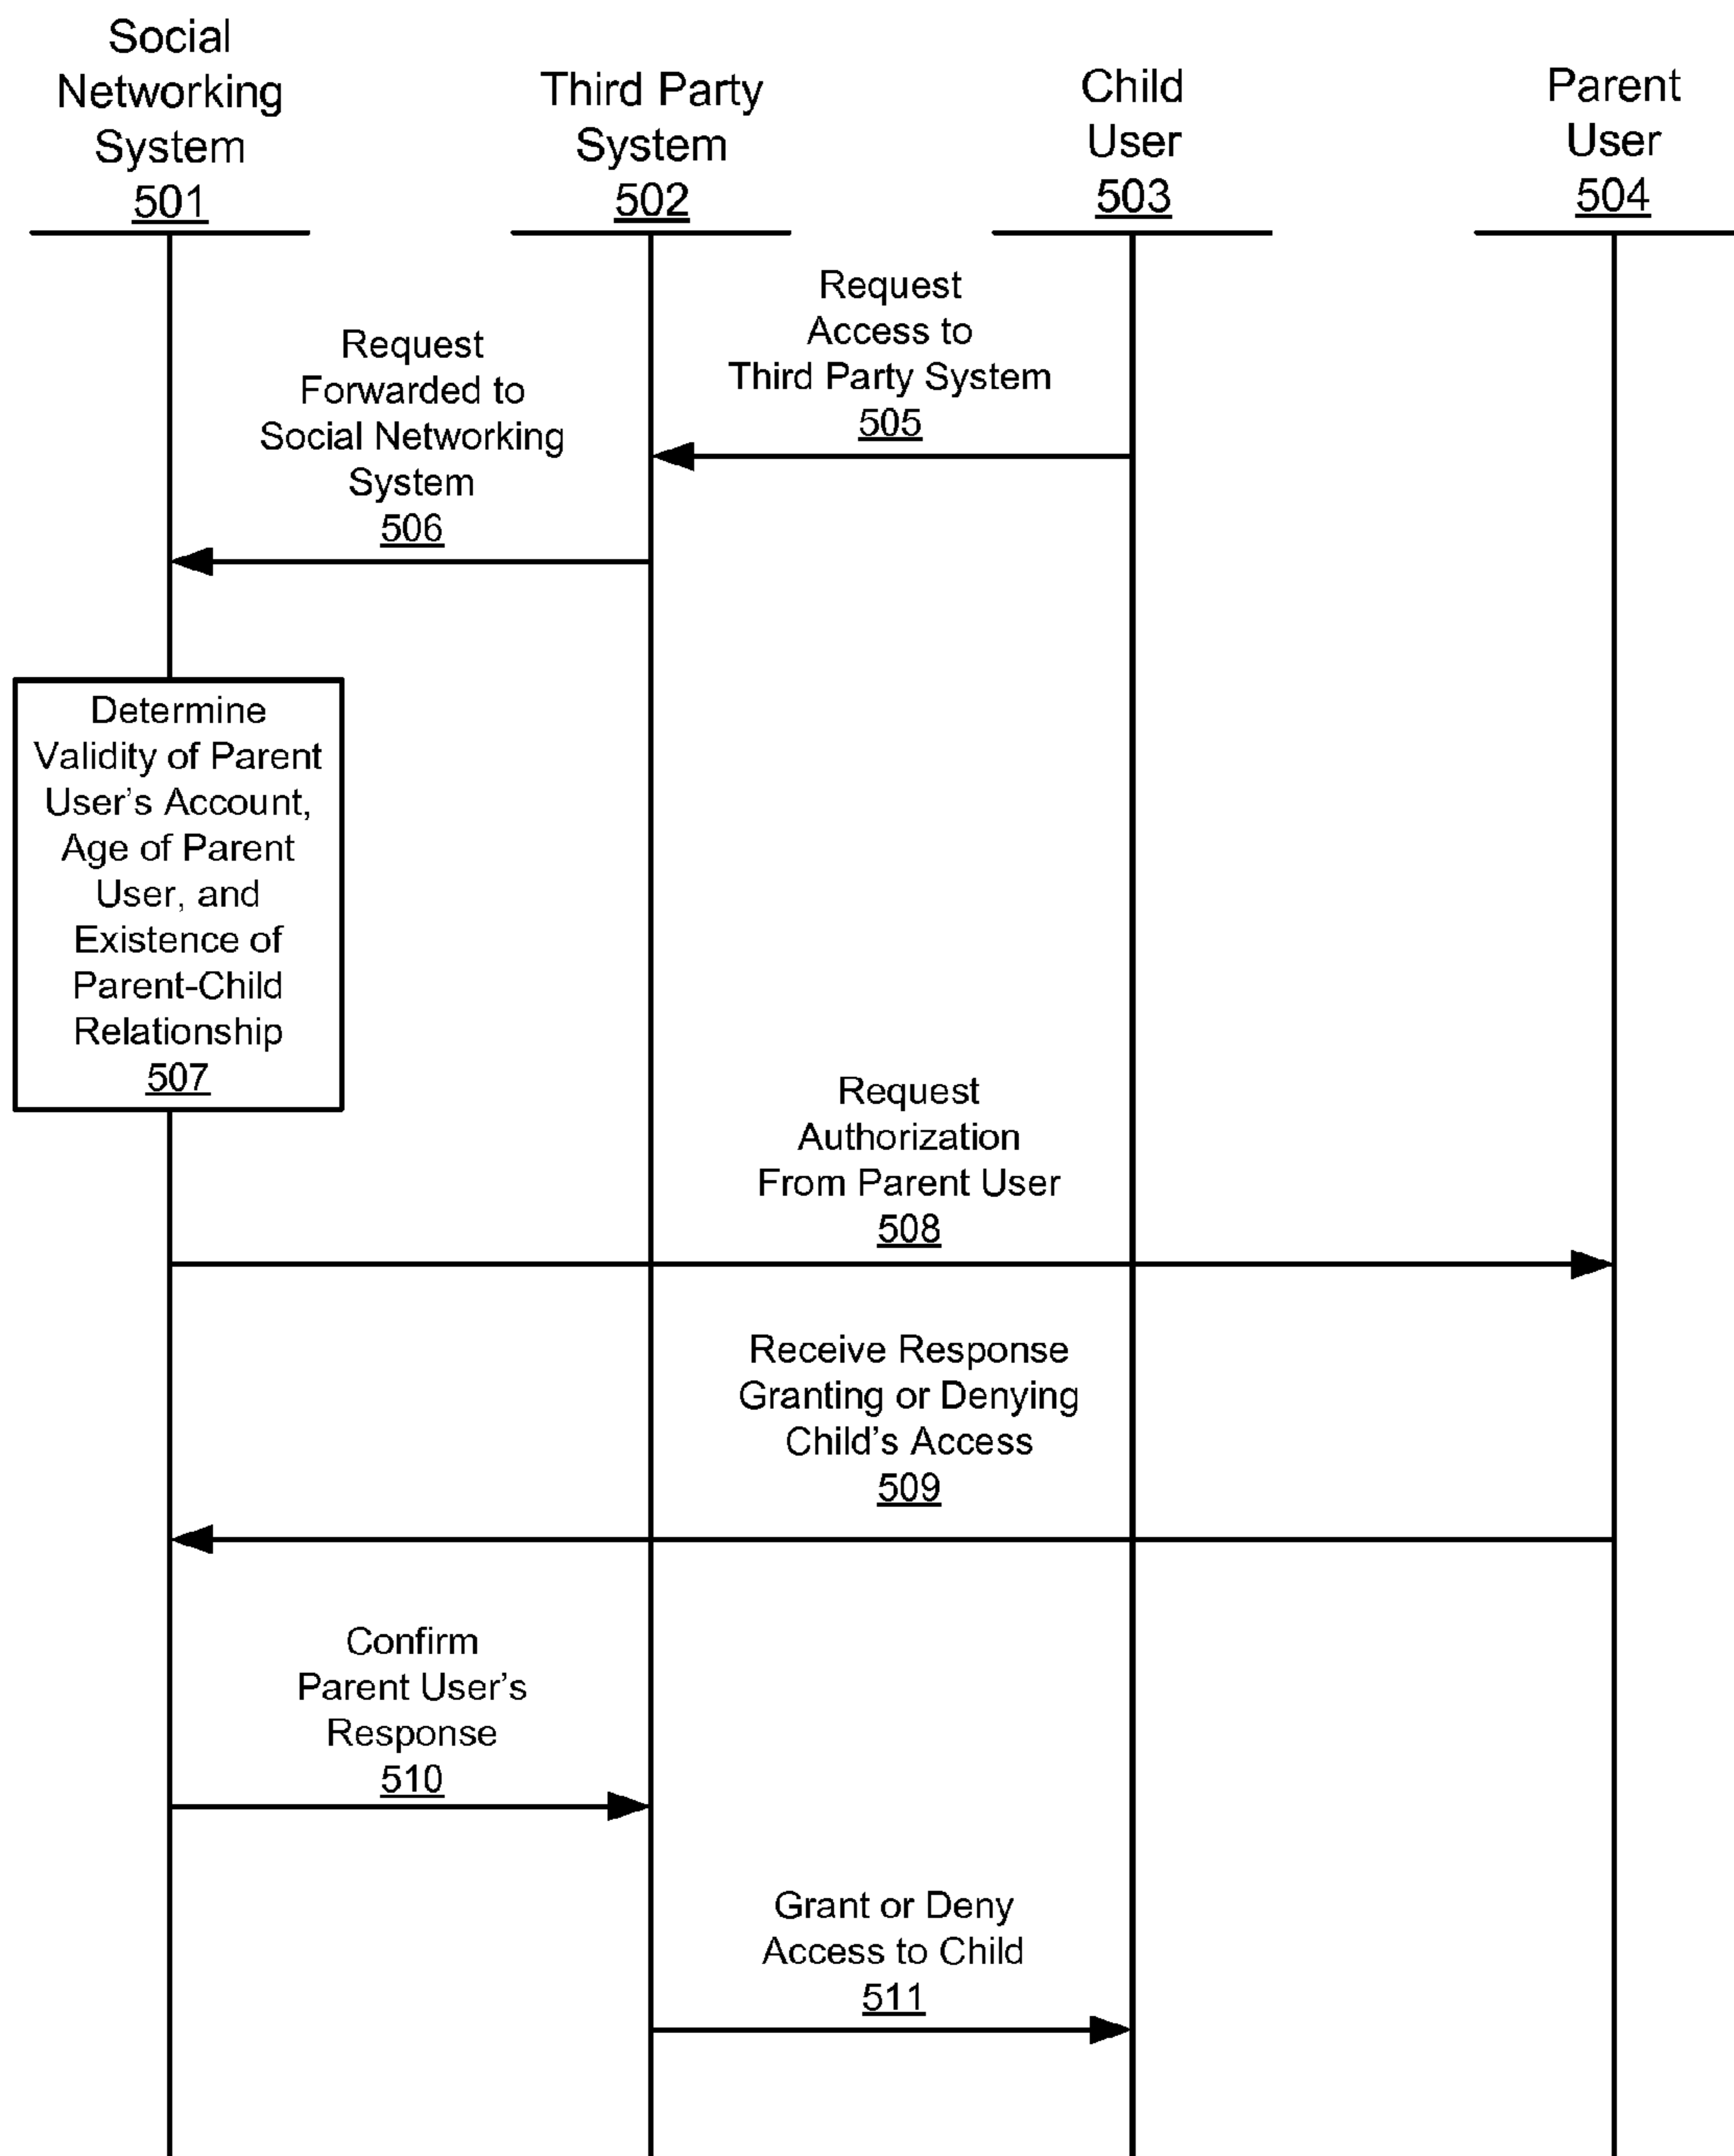 Social
Networking
System
501
Third Party
System
502
Child
User
503
Parent
User
504
Request
Access to
Third Party System
505
Request
Forwarded to
Social Networking
System
506
Determine
Validity of Parent
User's Account,
Age of Parent
User, and
Existence of
Parent-Child
Relationship
507
Request
Authorization
From Parent User
508
Receive Response
Granting or Denying
Child's Access
509
Confirm
Parent User's
Response
510
Grant or Deny
Access to Child
511